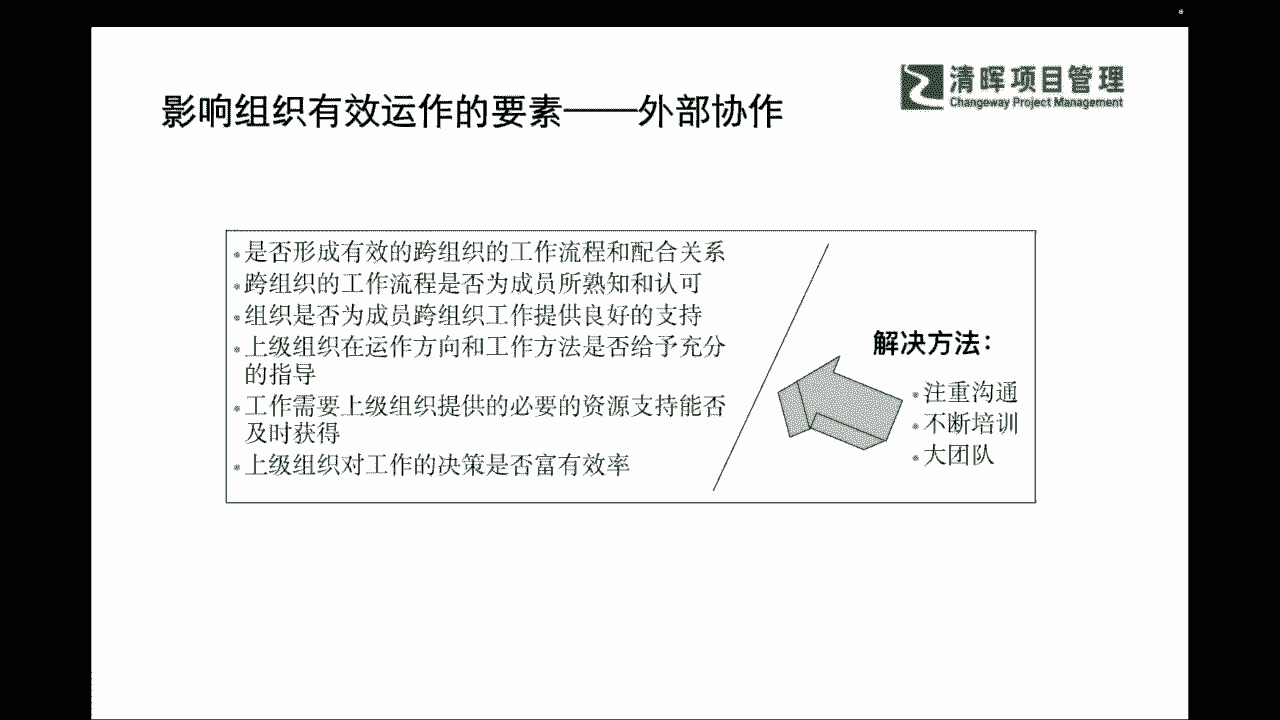 清晖项目管理
Changeway Project Management
影响组织有效运作的要素——外部协作
是否形成有效的跨组织的工作流程和配合关系
跨组织的工作流程是否为成员所熟知和认可
组织是否为成员跨组织工作提供良好的支持
上级组织在运作方向和工作方法是否给予充分
的指导
工作需要上级组织提供的必要的资源支持能否
及时获得
上级组织对工作的决策是否富有效率
解决方法：
注重沟通
不断培训
大团队